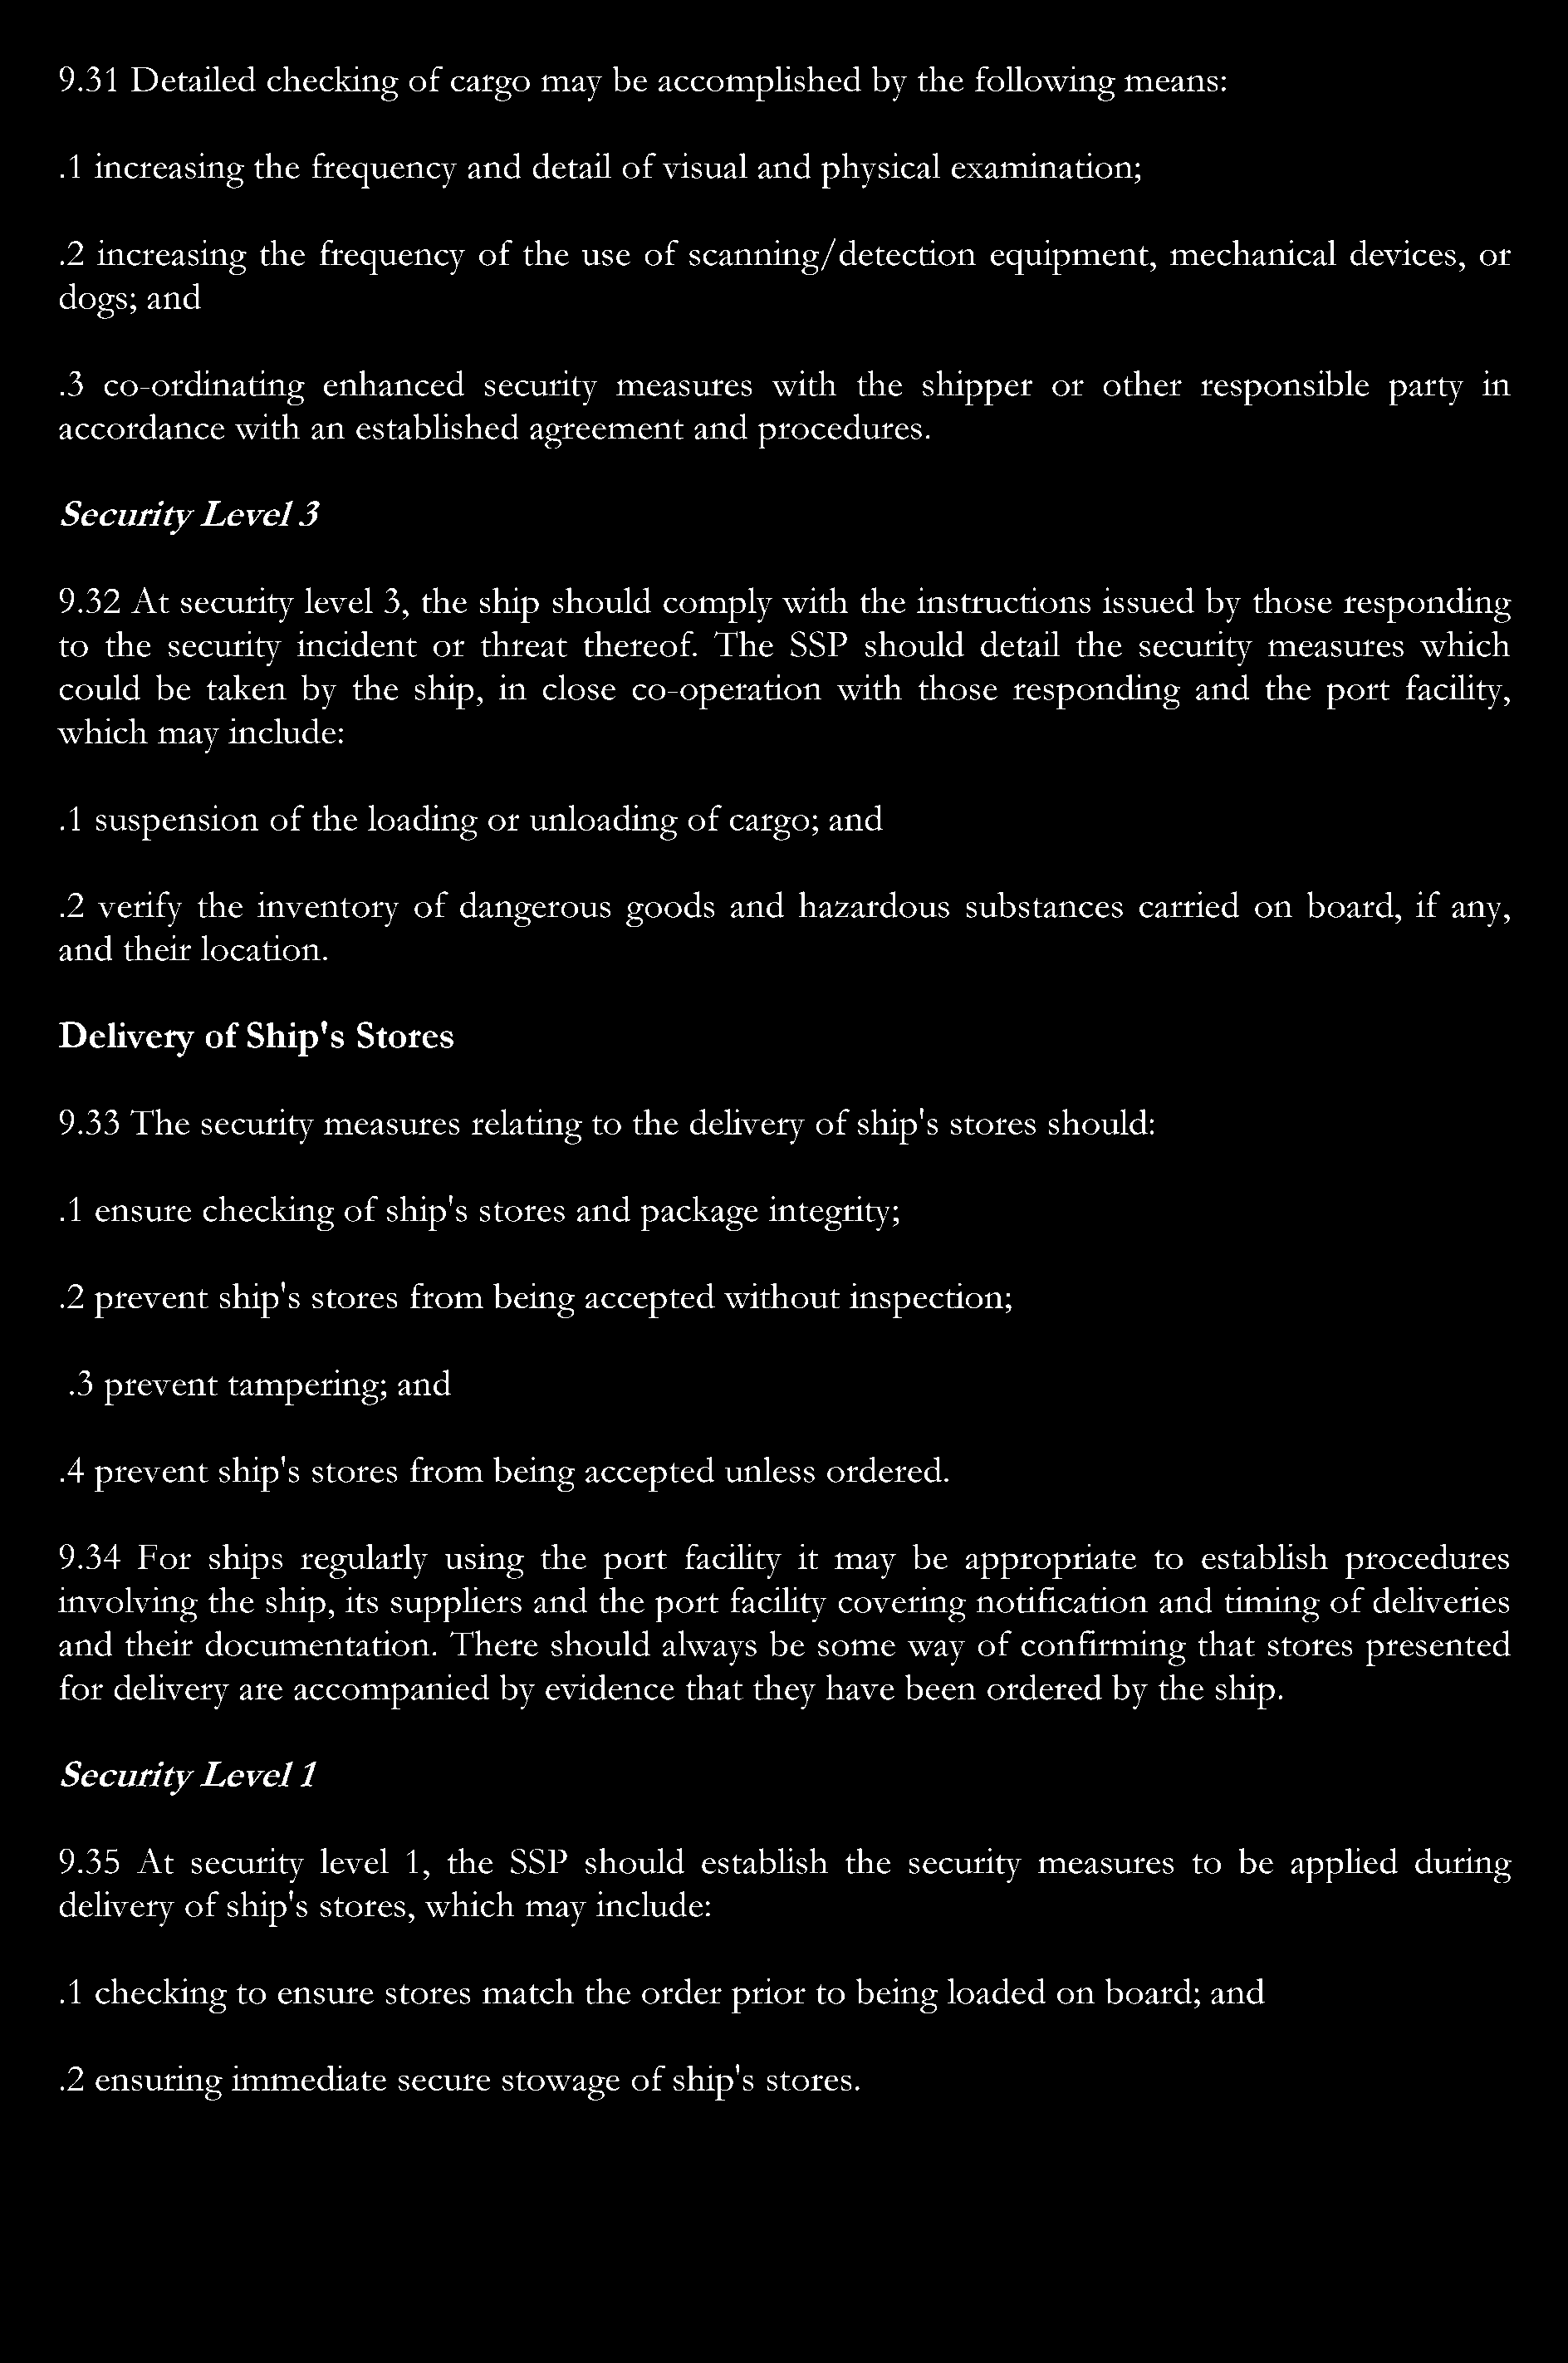 9.31 Detailed checking of cargo may be accomplished by the following means:
.1 increasing the frequency and detail of visual and physical examination;
.2 increasing the frequency of the use of scanning/detection equipment, mechanical devices, or
dogs; and
.3 co-ordinating enhanced security measures with the shipper or other responsible party in
accordance with an established agreement and procedures.
Security Level 3
9.32 At security level 3, the ship should comply with the instructions issued by those responding
to the security incident or threat thereof. The SSP should detail the security measures which
could be taken by the ship, in close co-operation with those responding and the port facility,
which may include:
.1 suspension of the loading or unloading of cargo; and
.2 verify the inventory of dangerous goods and hazardous substances carried on board, if any,
and their location.
Delivery of Ship's Stores
9.33 The security measures relating to the delivery of ship's stores should:
.1 ensure checking of ship's stores and package integrity;
.2 prevent ship's stores from being accepted without inspection;
.3 prevent tampering; and
.4 prevent ship's stores from being accepted unless ordered.
9.34 For ships regularly using the port facility it may be appropriate to establish procedures
involving the ship, its suppliers and the port facility covering notification and timing of deliveries
and their documentation. There should always be some way of confirming that stores presented
for delivery are accompanied by evidence that they have been ordered by the ship.
Security Level 1
9.35 At security level 1, the SSP should establish the security measures to be applied during
delivery of ship's stores, which may include:
.1 checking to ensure stores match the order prior to being loaded on board; and
.2 ensuring immediate secure stowage of ship's stores.